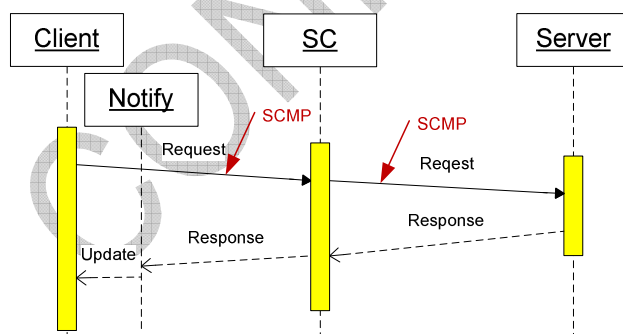 Client
SC
Server
Notify
SCMP
SCMP
Request
Reqest
Response
Response
Update